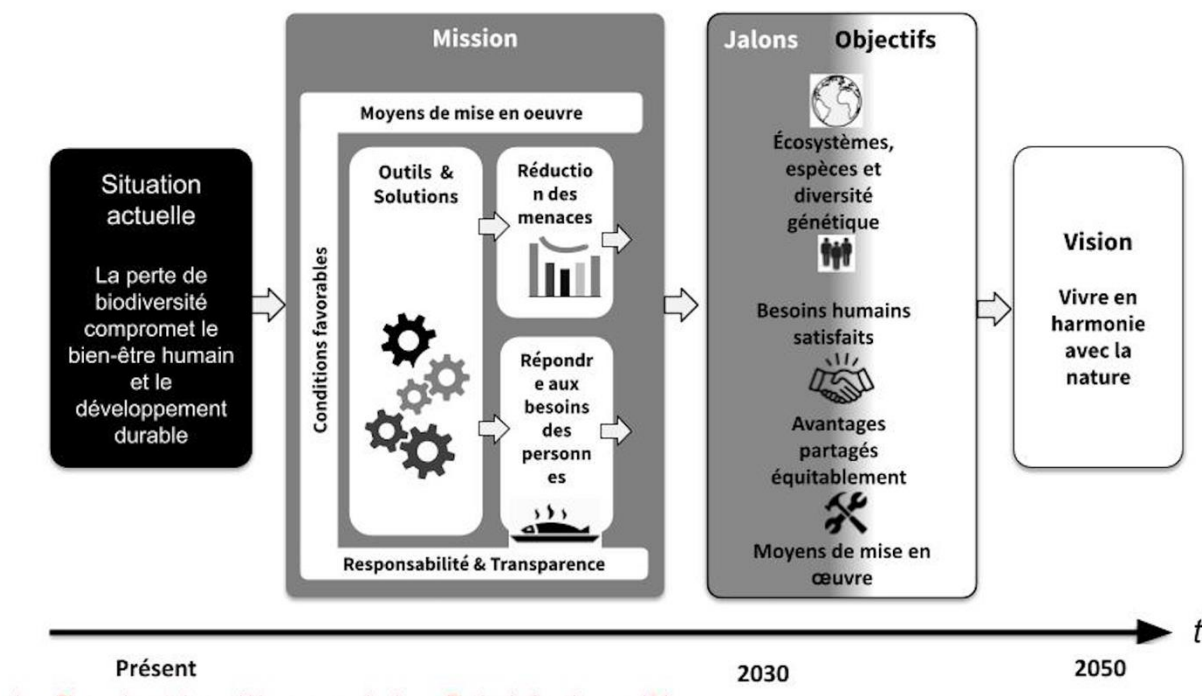 Situation
actuelle
La perte de
biodiversité
compromet le
bien-être humain
et le
développement
durable
Mission
Moyens de mise en oeuvre
Conditions favorables
Outils &
Solutions
Réductio
n des
menaces
Répondr
e aux
besoins
des
personn
es
Responsabilité & Transparence
Jalons Objectifs
Écosystèmes,
espèces et
diversité
génétique
Besoins humains
satisfaits
Avantages
partagés
équitablement
Moyens de mise en
œuvre
Vision
Vivre en
harmonie
avec la
nature
t
Présent
2030
2050